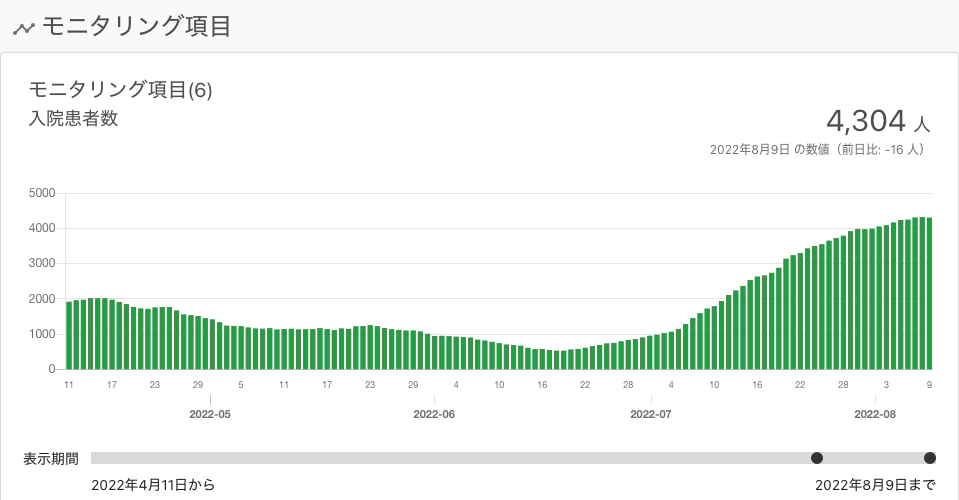 モニタリング項目
モニタリング項目(6)
入院患者数
4,304 人
2022年8月9日 の数値（前日比: -16 人）
5000
4000
3000
2000
1000
0
11 17 23 29 5 11 17 23 29 4 10 16 22 28 4 10 16 22 28 3 9
2022-05 2022-06 2022-07 2022-08
表示期間
2022年4月11日から 2022年8月9日まで